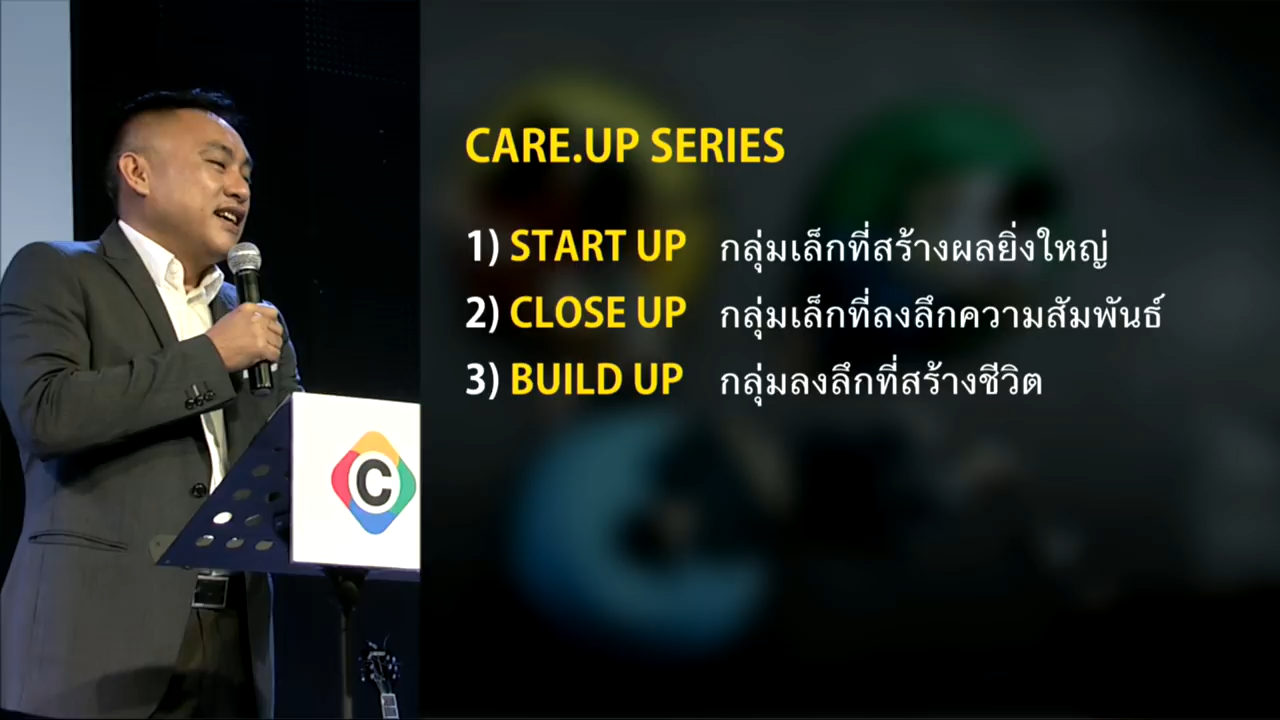 CARE.UP SERIES
1) START UP กลุ่มเล็กที่สร้างผลยิ่งใหญ่
2) CLOSE UP กลุ่มเล็กที่ลงลึกความสัมพันธ์
3) BUILD UP กลุ่มลงลึกที่สร้างชีวิต
C